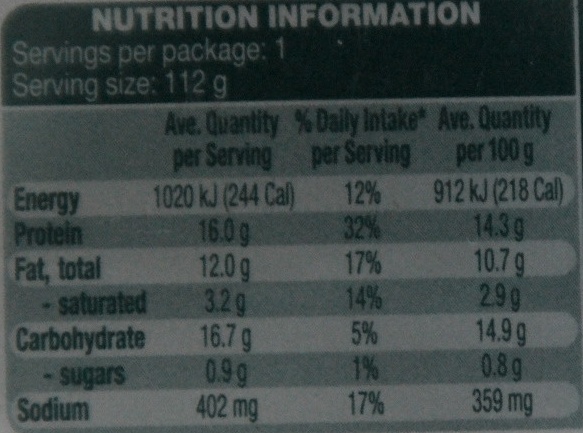 NUTRITION INFORMATION
Servings per package: 1
Serving size: 112 g
Ave. Quantity % Daily Intake* Ave. Quantity
per Serving per Serving per 100 g
Energy 1020 kJ (244 Cal) 12% 912 kJ (218 Cal)
Protein 16.0 g 32% 14.3 g
Fat, total 12.0 g 17% 10.7 g
- saturated 3.2 g 14% 2.9 g
Carbohydrate 16.7 g 5% 14.9 g
- sugars 0.9 g 1% 0.8 g
Sodium 402 mg 17% 359 mg